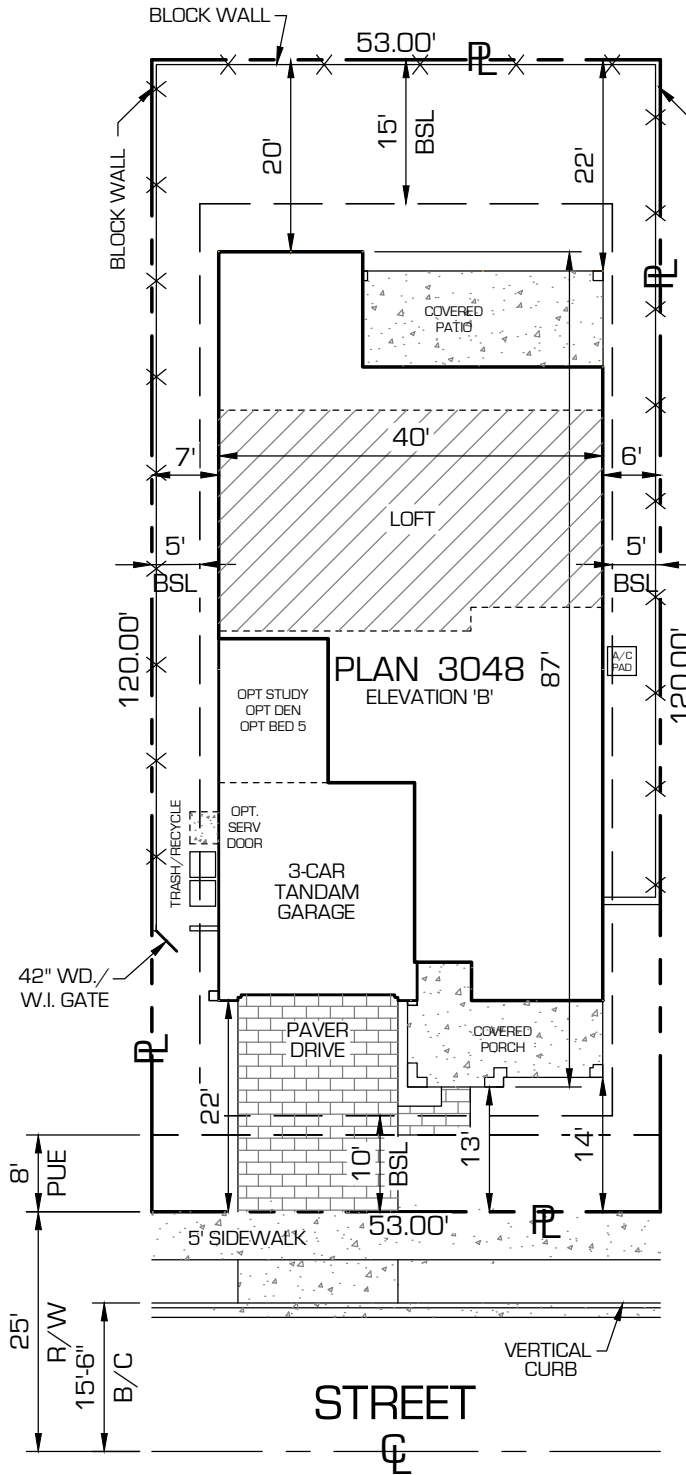 BLOCK WALL
53.00'
PL
BLOCK WALL
20'
15'
BSL
22'
PL
COVERED
PATIO
7'
40'
6'
LOFT
5'
BSL
5'
BSL
120.00'
PLAN 3048
ELEVATION 'B'
87'
A/C
PAD
120.00'
OPT STUDY
OPT DEN
OPT BED 5
TRASH/RECYCLE
OPT.
SERV
DOOR
3-CAR
TANDAM
GARAGE
42" WD./
W.I. GATE
PL
PAVER
DRIVE
COVERED
PORCH
22'
8'
PUE
10'
BSL
13'
14'
53.00'
PL
5' SIDEWALK
25'
R/W
15'-6"
B/C
VERTICAL
CURB
STREET
CL